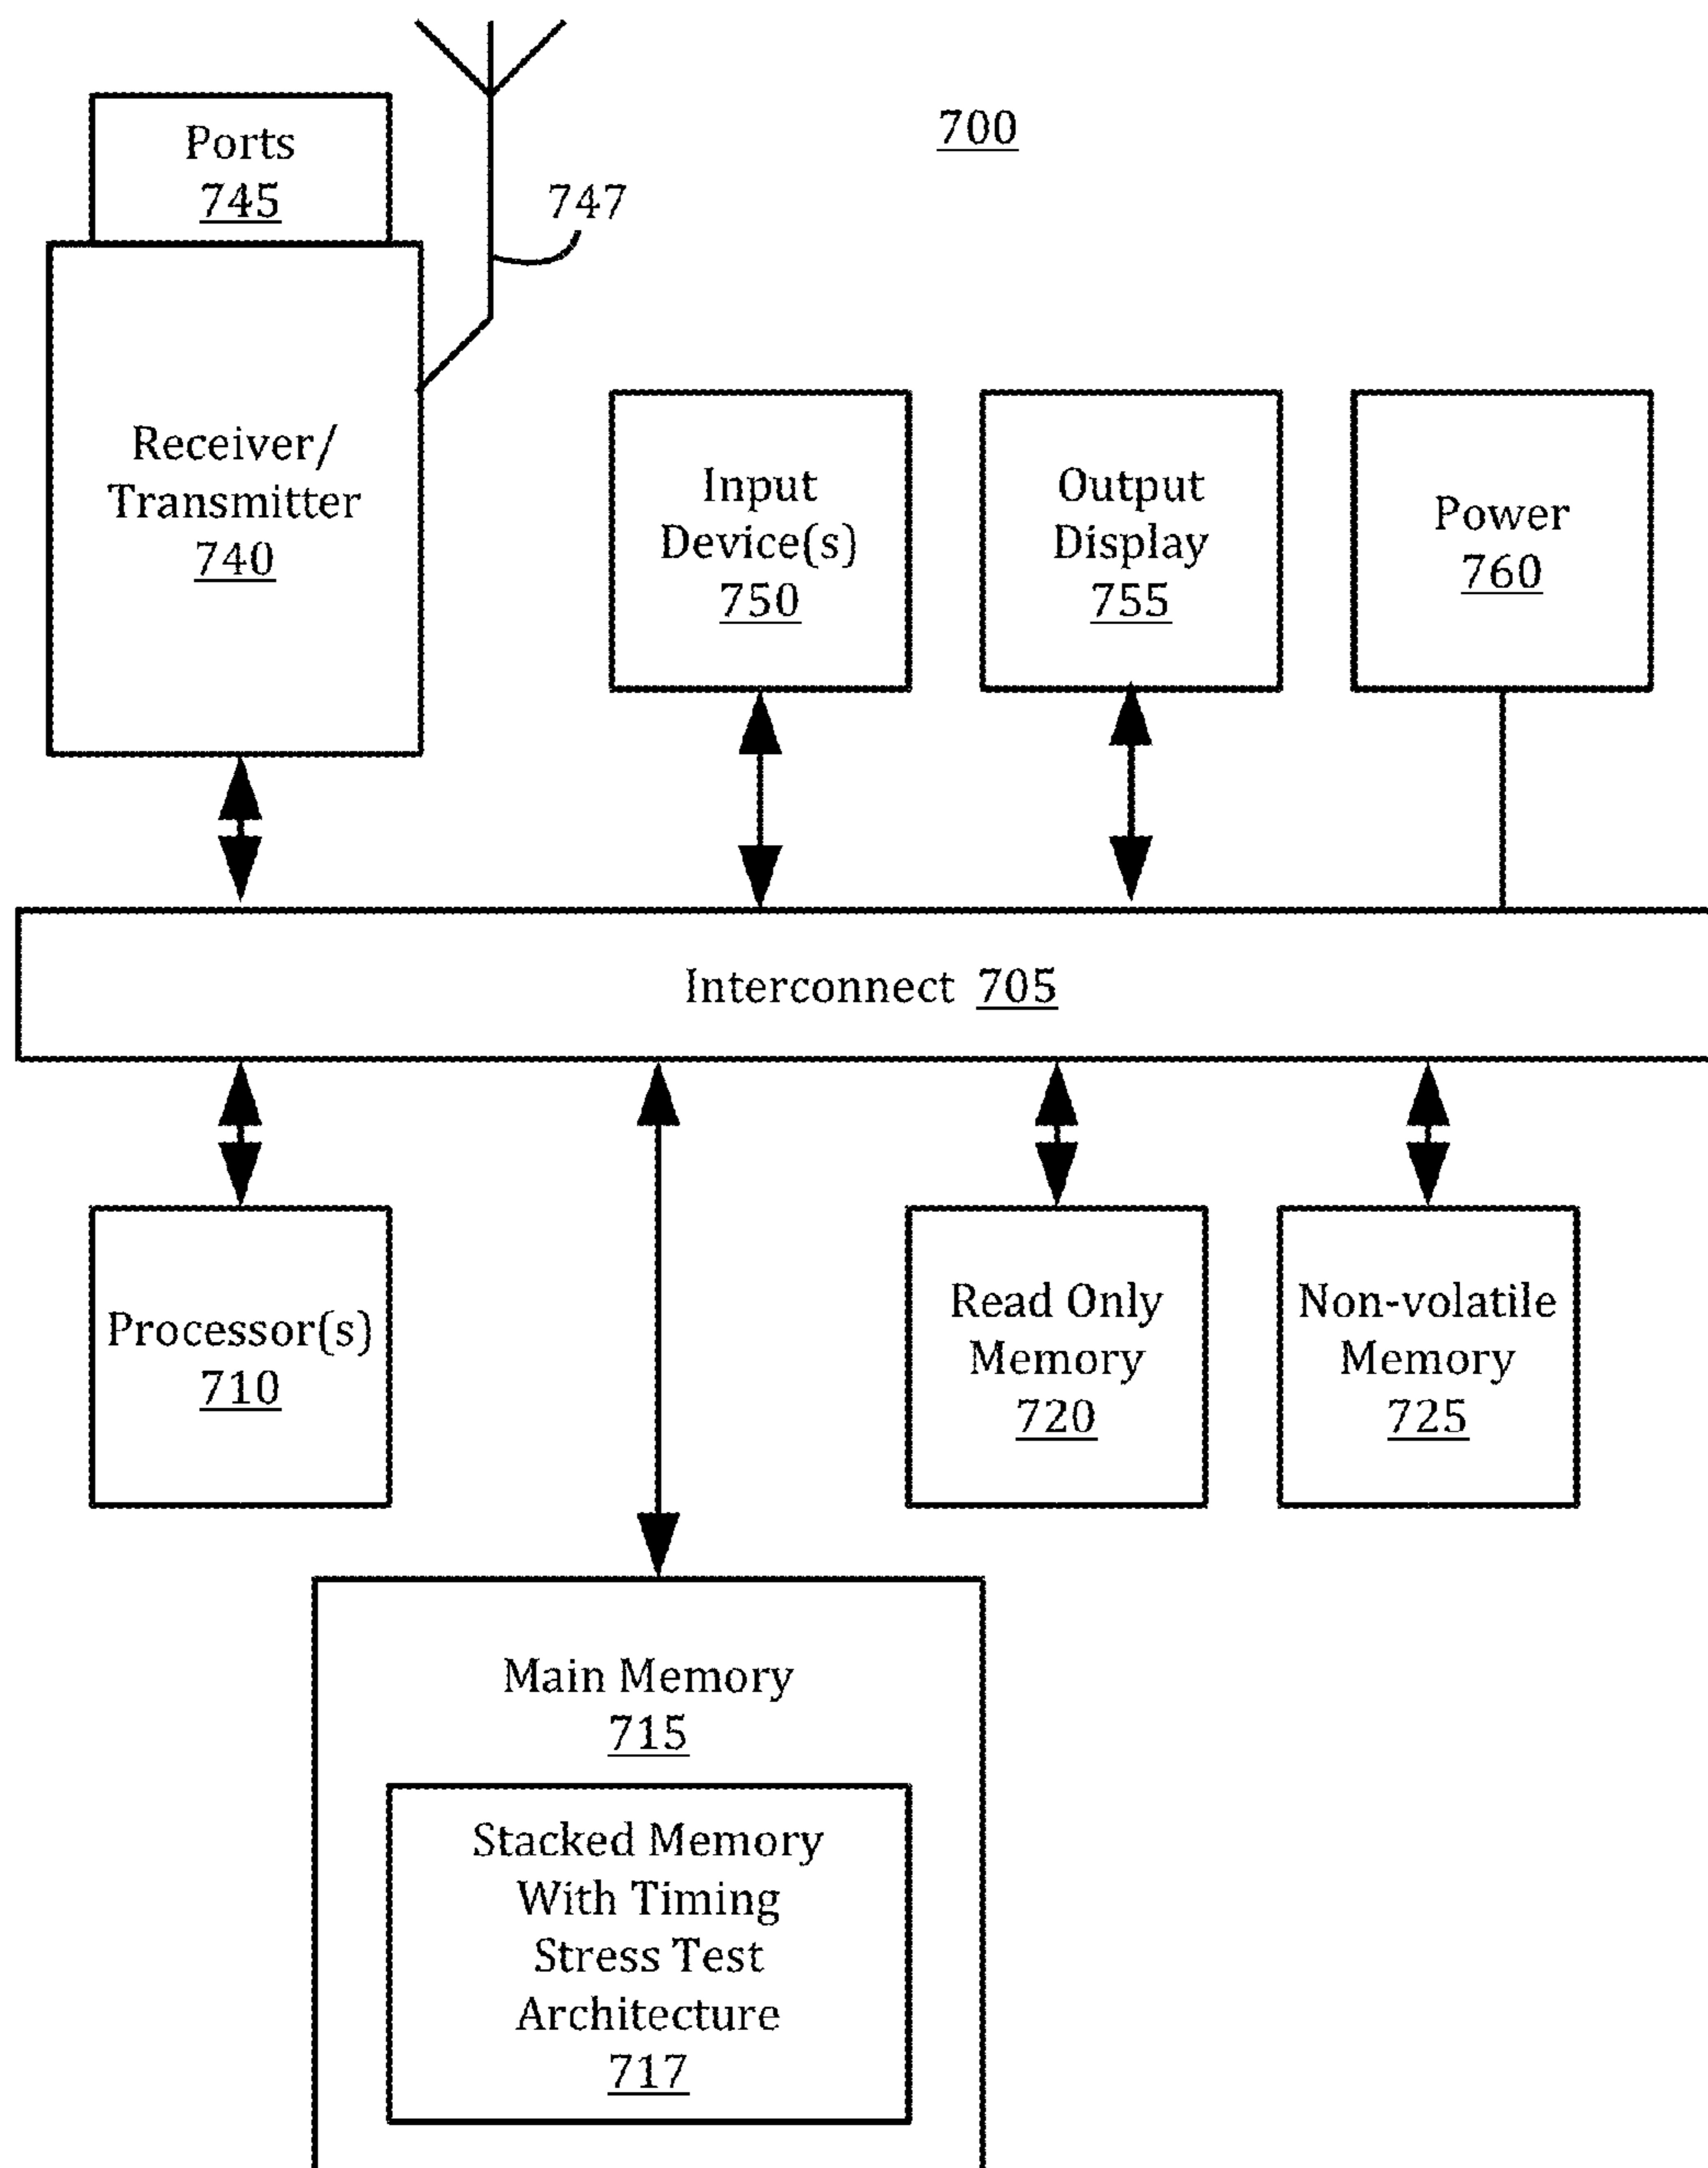 700
Ports
745
747
Receiver/
Transmitter
740
Input
Device(s)
750
Output
Display
755
Power
760
Interconnect 705
Processor(s)
710
Read Only
Memory
720
Non-volatile
Memory
725
Main Memory
715
Stacked Memory
With Timing
Stress Test
Architecture
717